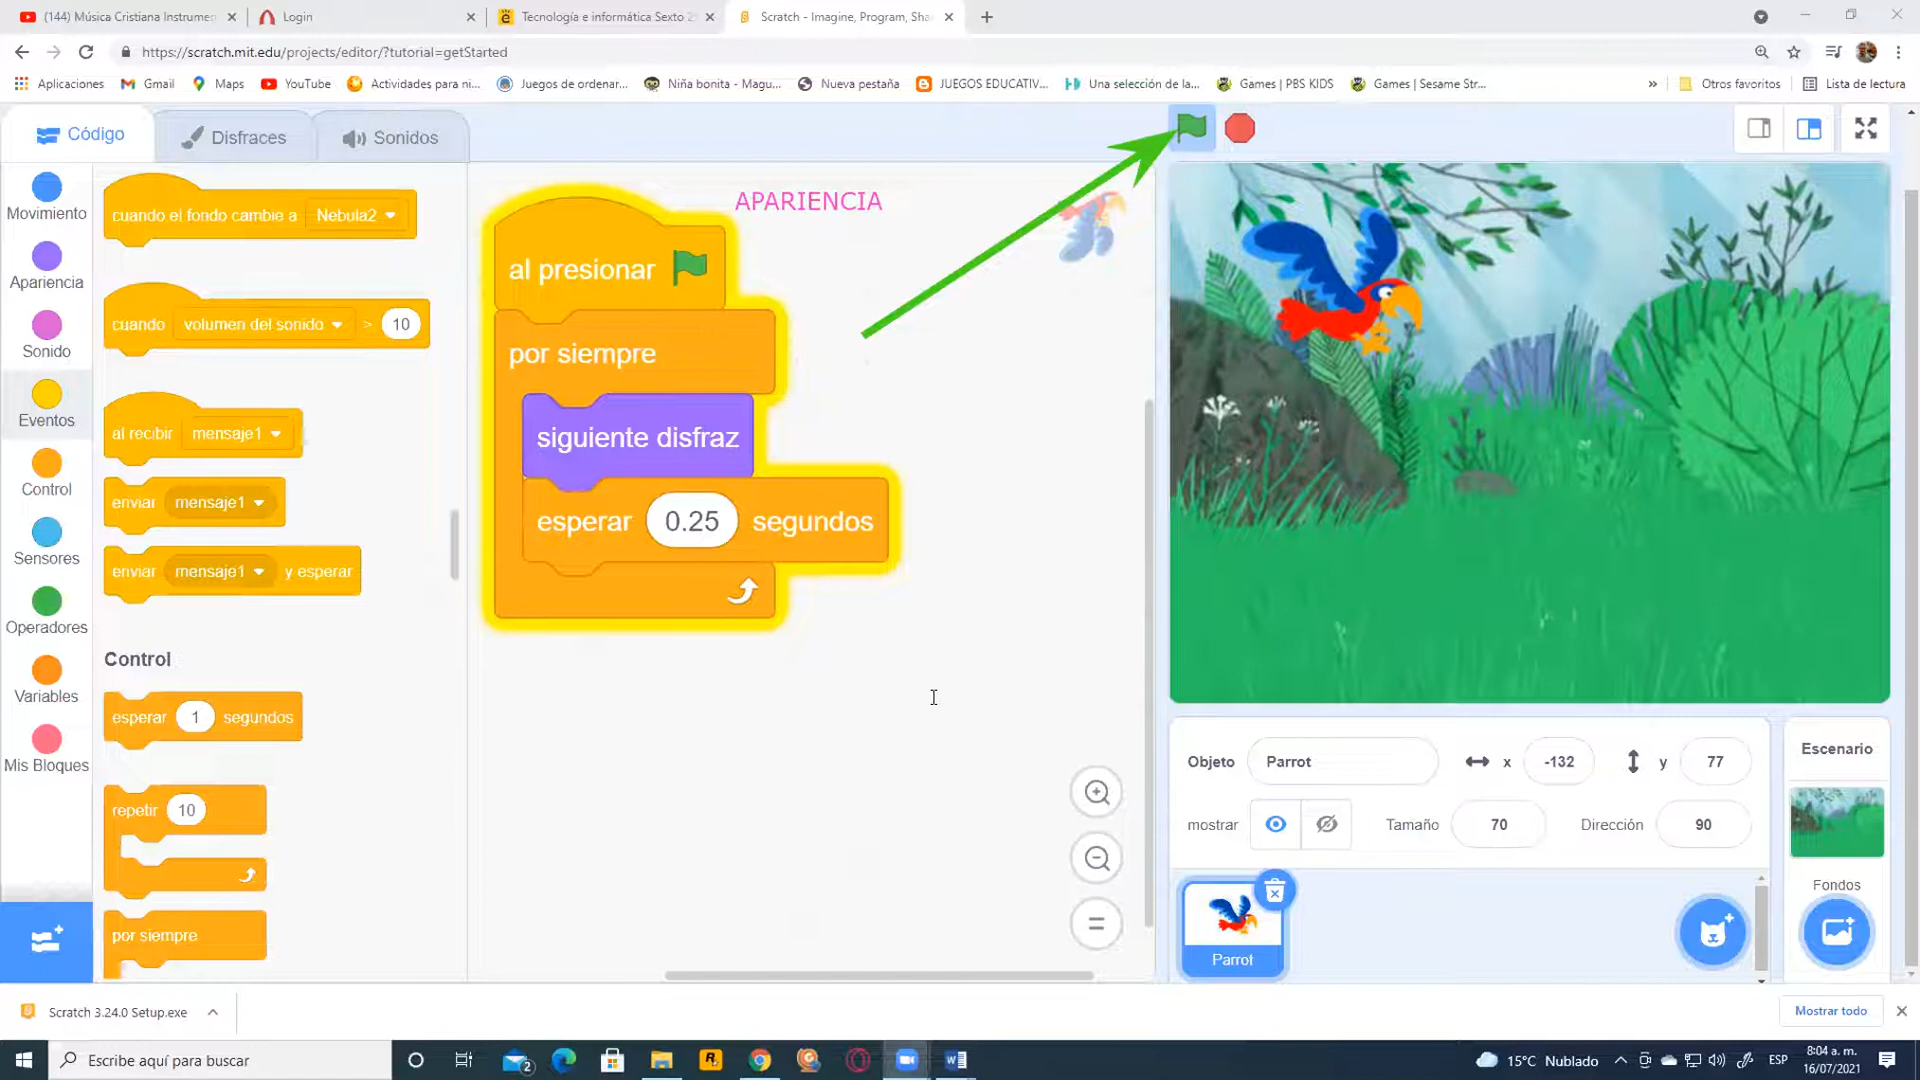 (144) Música Cristiana Instrumen
Login
Tecnología e informática Sexto 2
Scratch - Imagine, Program, Sha
https://scratch.mit.edu/projects/editor/?tutorial=getStarted
Aplicaciones
Gmail
Maps
YouTube
Actividades para ni...
Juegos de ordenar...
Niña bonita - Magu...
Nueva pestaña
JUEGOS EDUCATIV...
Una selección de la...
Games | PBS KIDS
Games | Sesame Str...
»
Otros favoritos
Lista de lectura
Código
Disfraces
Sonidos
Movimiento
Apariencia
Sonido
Eventos
Control
Sensores
Operadores
Variables
Mis Bloques
cuando el fondo cambie a Nebula2
cuando volumen del sonido > 10
al recibir mensaje1
enviar mensaje1
enviar mensaje1 y esperar
Control
esperar 1 segundos
repetir 10
por siempre
APARIENCIA
al presionar
por siempre
siguiente disfraz
esperar 0.25 segundos
Objeto Parrot x -132 y 77
mostrar Tamaño 70 Dirección 90
Parrot
Escenario
Fondos
Scratch 3.24.0 Setup.exe
Mostrar todo
Escribe aquí para buscar
2
15°C Nublado
ESP
8:04 a. m.
16/07/2021